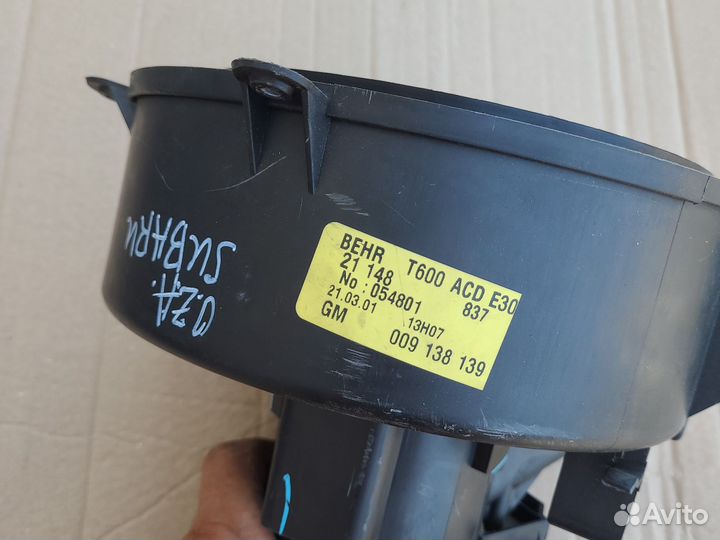 BEHR T600 ACD E30
21 148 837
No : 054801
21.03.01 13H07
GM 009 138 139
O.Z.A.
SUBARU
Avito